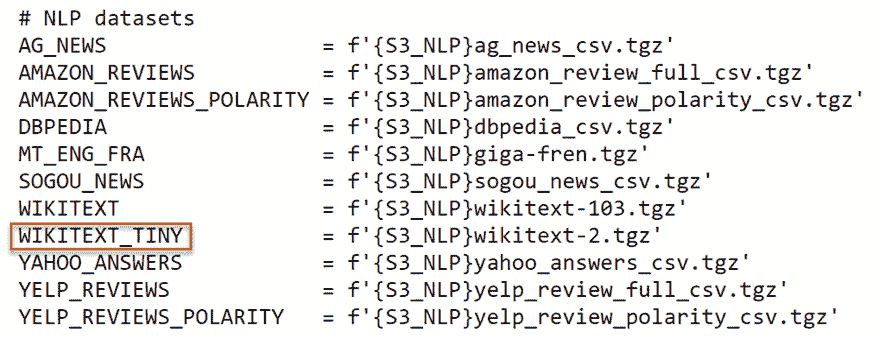 # NLP datasets
AG_NEWS = f'{S3_NLP}ag_news_csv.tgz'
AMAZON_REVIEWS = f'{S3_NLP}amazon_review_full_csv.tgz'
AMAZON_REVIEWS_POLARITY = f'{S3_NLP}amazon_review_polarity_csv.tgz'
DBPEDIA = f'{S3_NLP}dbpedia_csv.tgz'
MT_ENG_FRA = f'{S3_NLP}giga-fren.tgz'
SOGOU_NEWS = f'{S3_NLP}sogou_news_csv.tgz'
WIKITEXT = f'{S3_NLP}wikitext-103.tgz'
WIKITEXT_TINY = f'{S3_NLP}wikitext-2.tgz'
YAHOO_ANSWERS = f'{S3_NLP}yahoo_answers_csv.tgz'
YELP_REVIEWS = f'{S3_NLP}yelp_review_full_csv.tgz'
YELP_REVIEWS_POLARITY = f'{S3_NLP}yelp_review_polarity_csv.tgz'